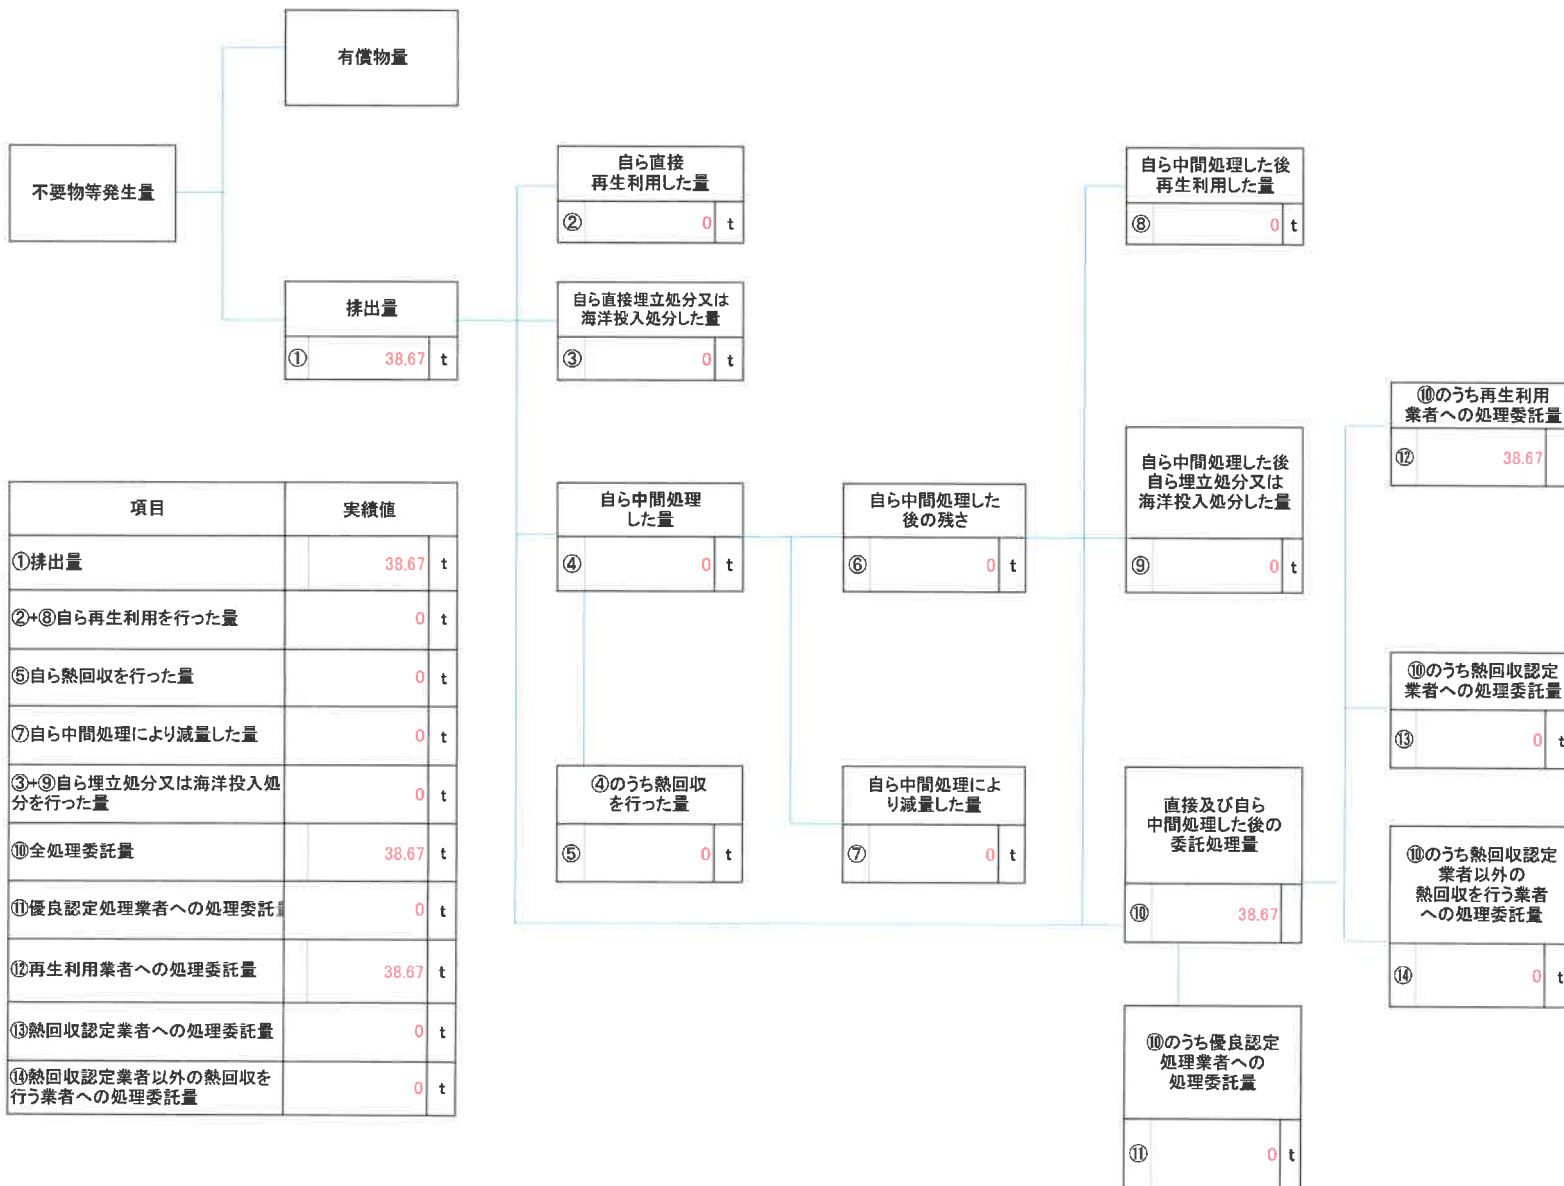 有償物量
不要物等発生量
排出量
① 38.67 t
自ら直接
再生利用した量
② 0 t
自ら直接埋立処分又は
海洋投入処分した量
③ 0 t
自ら中間処理
した量
④ 0 t
④のうち熱回収
を行った量
⑤ 0 t
自ら中間処理した
後の残さ
⑥ 0 t
自ら中間処理によ
り減量した量
⑦ 0 t
自ら中間処理した後
再生利用した量
⑧ 0 t
自ら中間処理した後
自ら埋立処分又は
海洋投入処分した量
⑨ 0 t
直接及び自ら
中間処理した後の
委託処理量
⑩ 38.67
⑩のうち優良認定
処理業者への
処理委託量
⑪ 0 t
⑩のうち再生利用
業者への処理委託量
⑫ 38.67
⑩のうち熱回収認定
業者への処理委託量
⑬ 0 t
⑩のうち熱回収認定
業者以外の
熱回収を行う業者
への処理委託量
⑭ 0 t
項目 実績値
①排出量 38.67 t
②+⑧自ら再生利用を行った量 0 t
⑤自ら熱回収を行った量 0 t
⑦自ら中間処理により減量した量 0 t
③+⑨自ら埋立処分又は海洋投入処
分を行った量 0 t
⑩全処理委託量 38.67 t
⑪優良認定処理業者への処理委託 0 t
⑫再生利用業者への処理委託量 38.67 t
⑬熱回収認定業者への処理委託量 0 t
⑭熱回収認定業者以外の熱回収を
行う業者への処理委託量 0 t